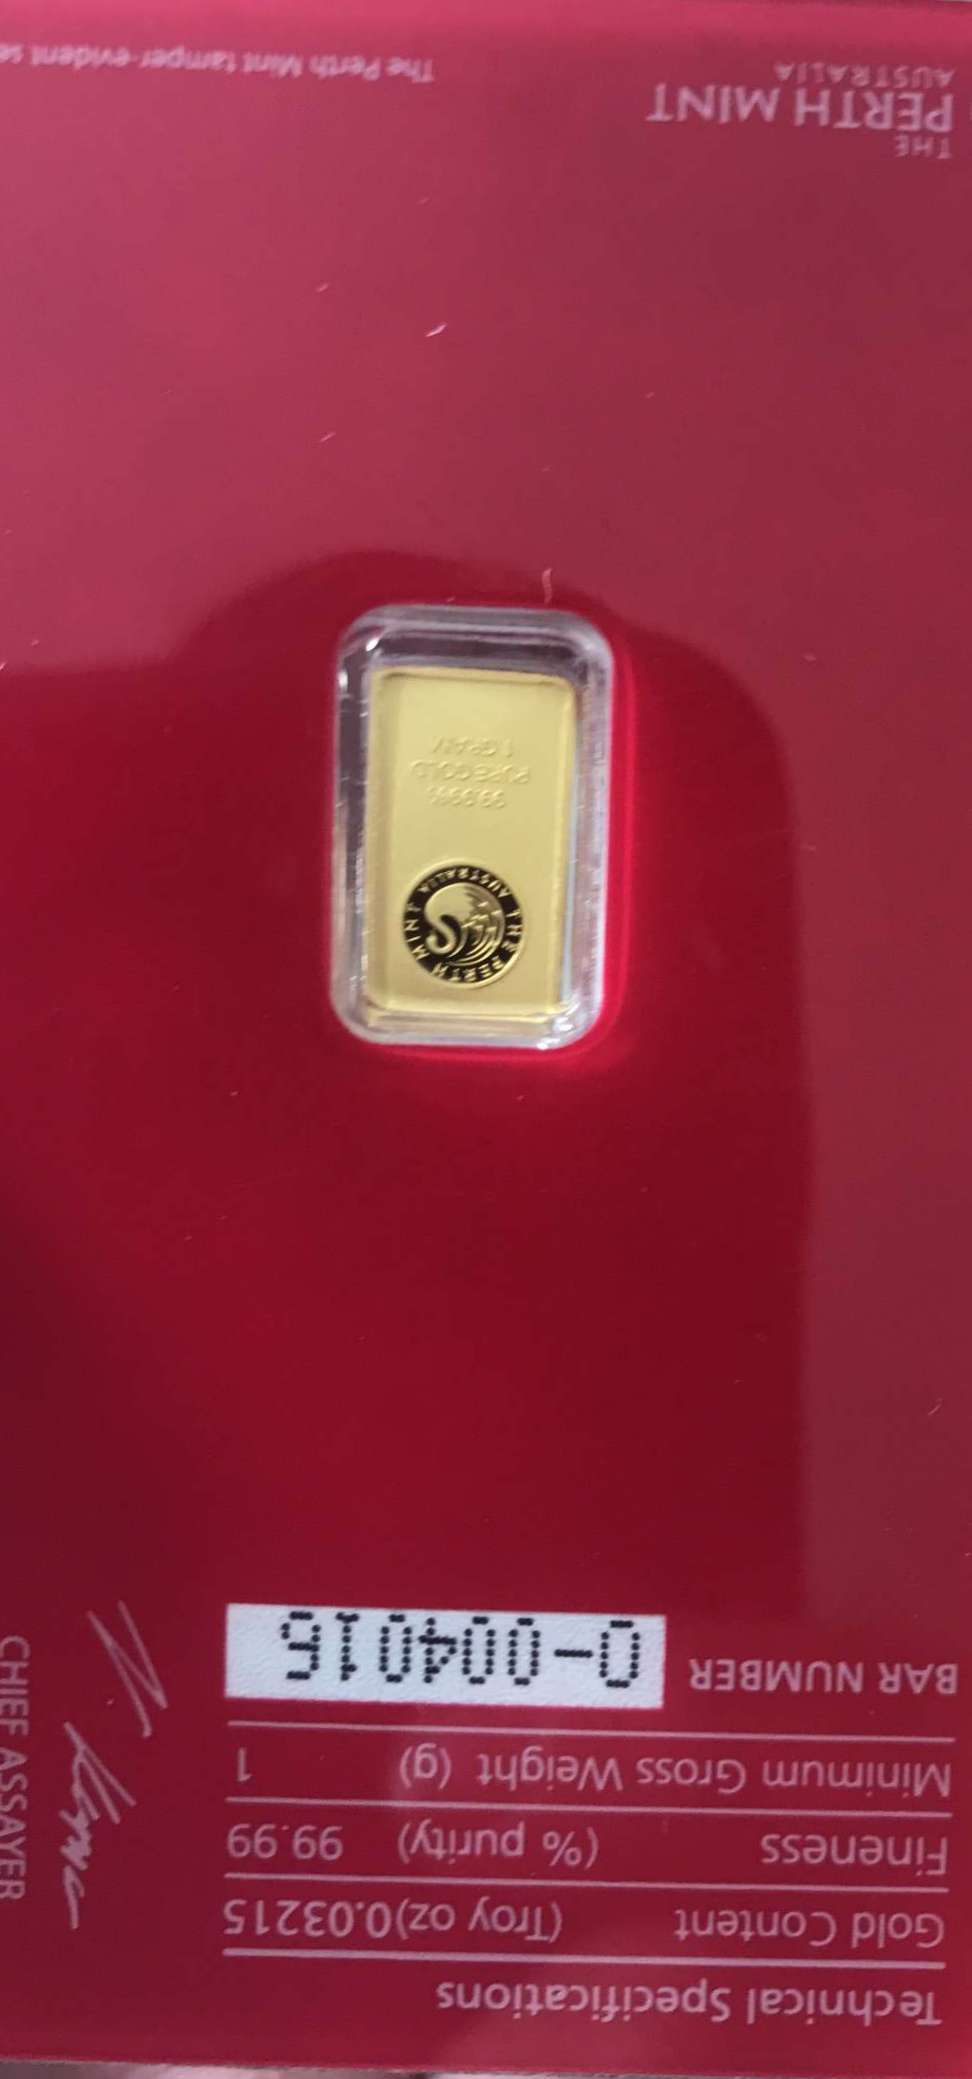 Technical Specifications
Gold Content (Troy oz) 0.03215
Fineness (% purity) 99.99
Minimum Gross Weight (g) 1
BAR NUMBER O-004016
CHIEF ASSAYER
THE PERTH MINT AUSTRALIA
99.99%
PURE GOLD
1 GRAM
THE
PERTH MINT
AUSTRALIA
The Perth Mint tamper-evident